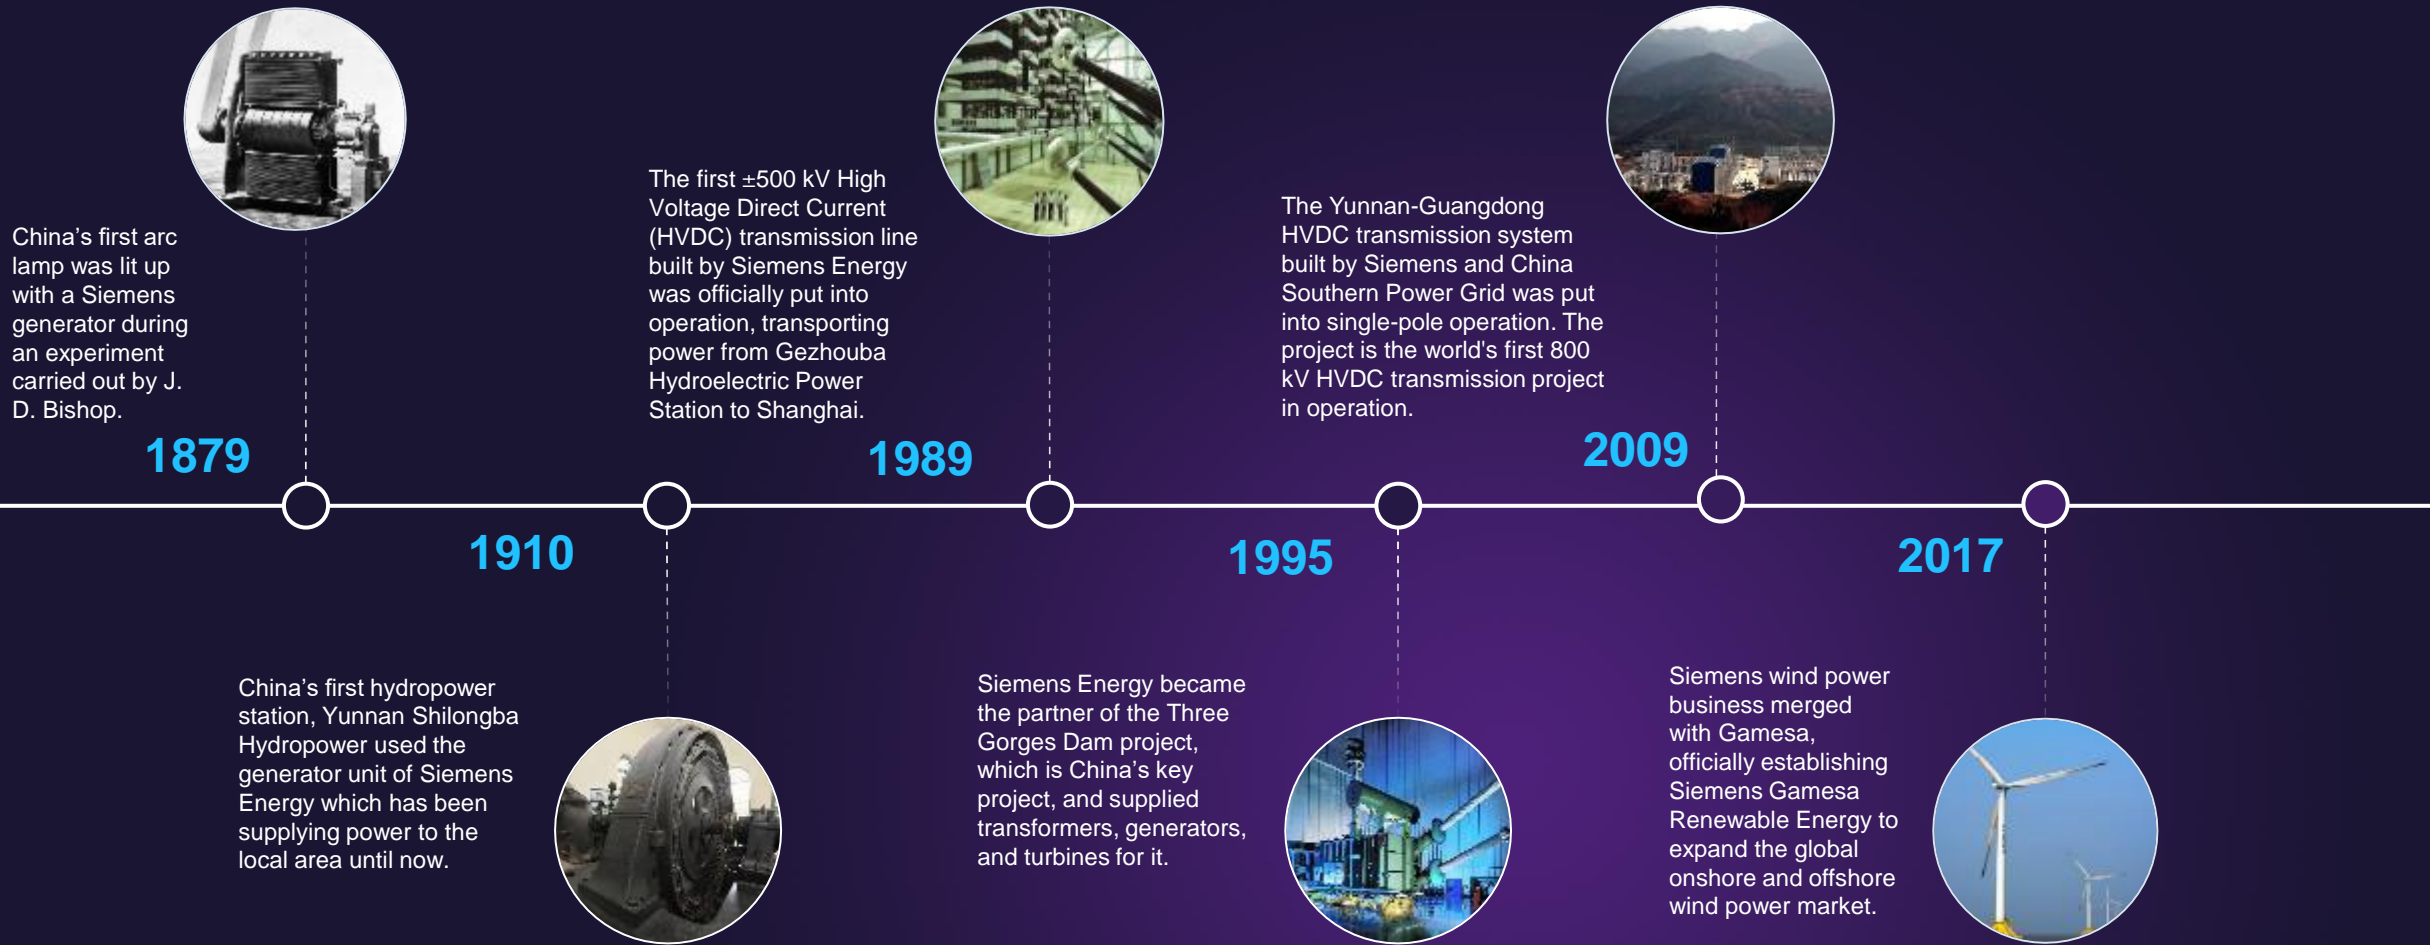 China’s first arc
lamp was lit up
with a Siemens
generator during
an experiment
carried out by J.
D. Bishop.
1879
1910
China’s first hydropower
station, Yunnan Shilongba
Hydropower used the
generator unit of Siemens
Energy which has been
supplying power to the
local area until now.
The first ±500 kV High
Voltage Direct Current
(HVDC) transmission line
built by Siemens Energy
was officially put into
operation, transporting
power from Gezhouba
Hydroelectric Power
Station to Shanghai.
1989
1995
Siemens Energy became
the partner of the Three
Gorges Dam project,
which is China’s key
project, and supplied
transformers, generators,
and turbines for it.
The Yunnan-Guangdong
HVDC transmission system
built by Siemens and China
Southern Power Grid was put
into single-pole operation. The
project is the world's first 800
kV HVDC transmission project
in operation.
2009
2017
Siemens wind power
business merged
with Gamesa,
officially establishing
Siemens Gamesa
Renewable Energy to
expand the global
onshore and offshore
wind power market.